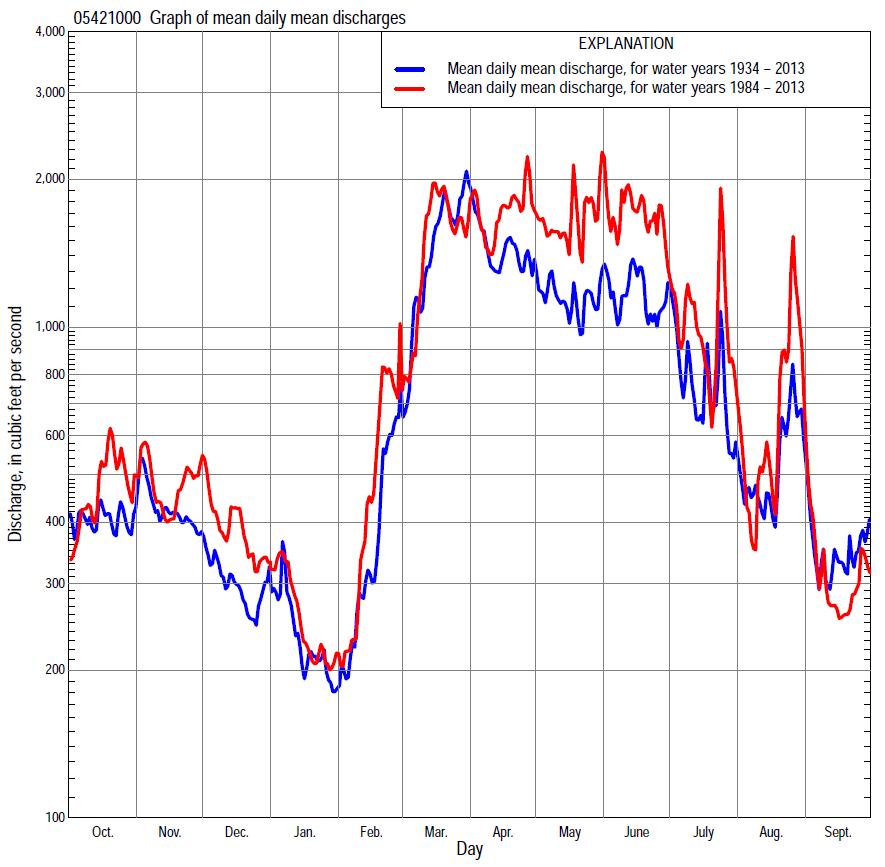 05421000 Graph of mean daily mean discharges
EXPLANATION
Mean daily mean discharge, for water years 1934 – 2013
Mean daily mean discharge, for water years 1984 – 2013
4,000
3,000
2,000
1,000
800
600
400
300
200
100
Discharge, in cubic feet per second
Oct. Nov. Dec. Jan. Feb. Mar. Apr. May June July Aug. Sept.
Day